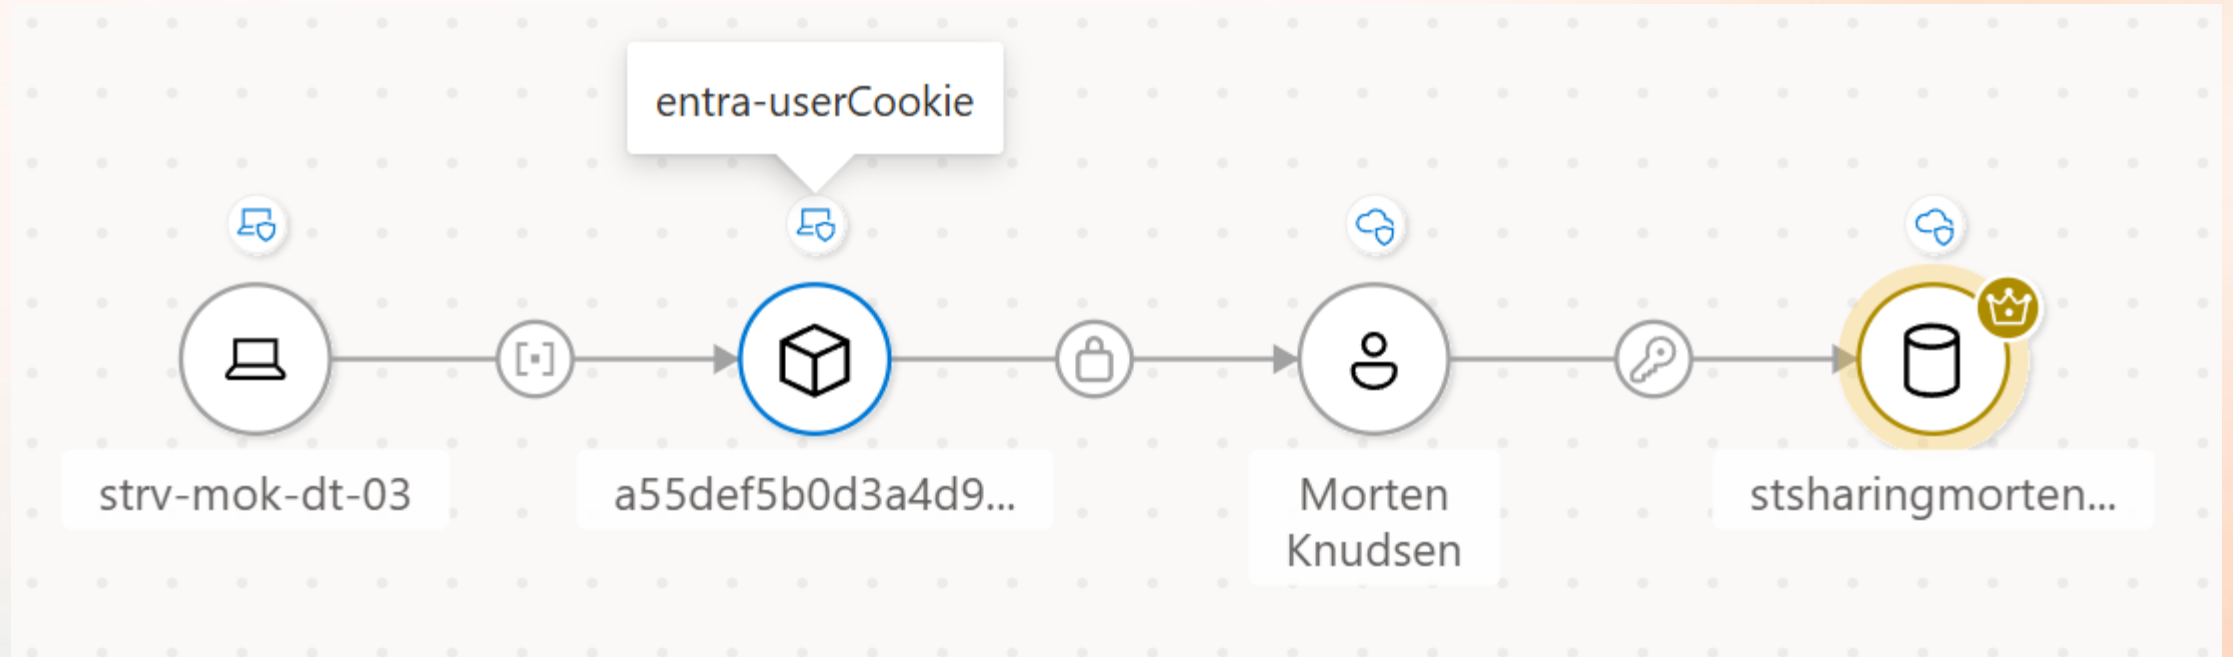 entra-userCookie
strv-mok-dt-03
a55def5b0d3a4d9...
Morten
Knudsen
stsharingmorten...